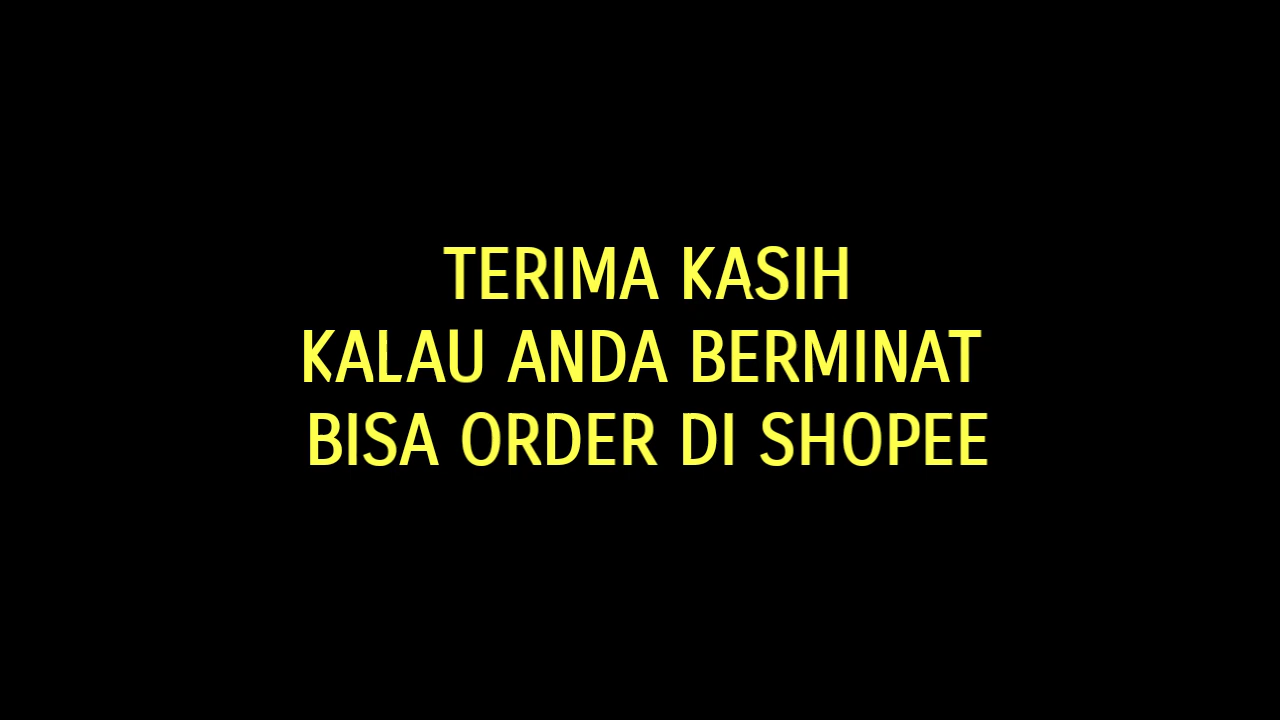 TERIMA KASIH
KALAU ANDA BERMINAT
BISA ORDER DI SHOPEE